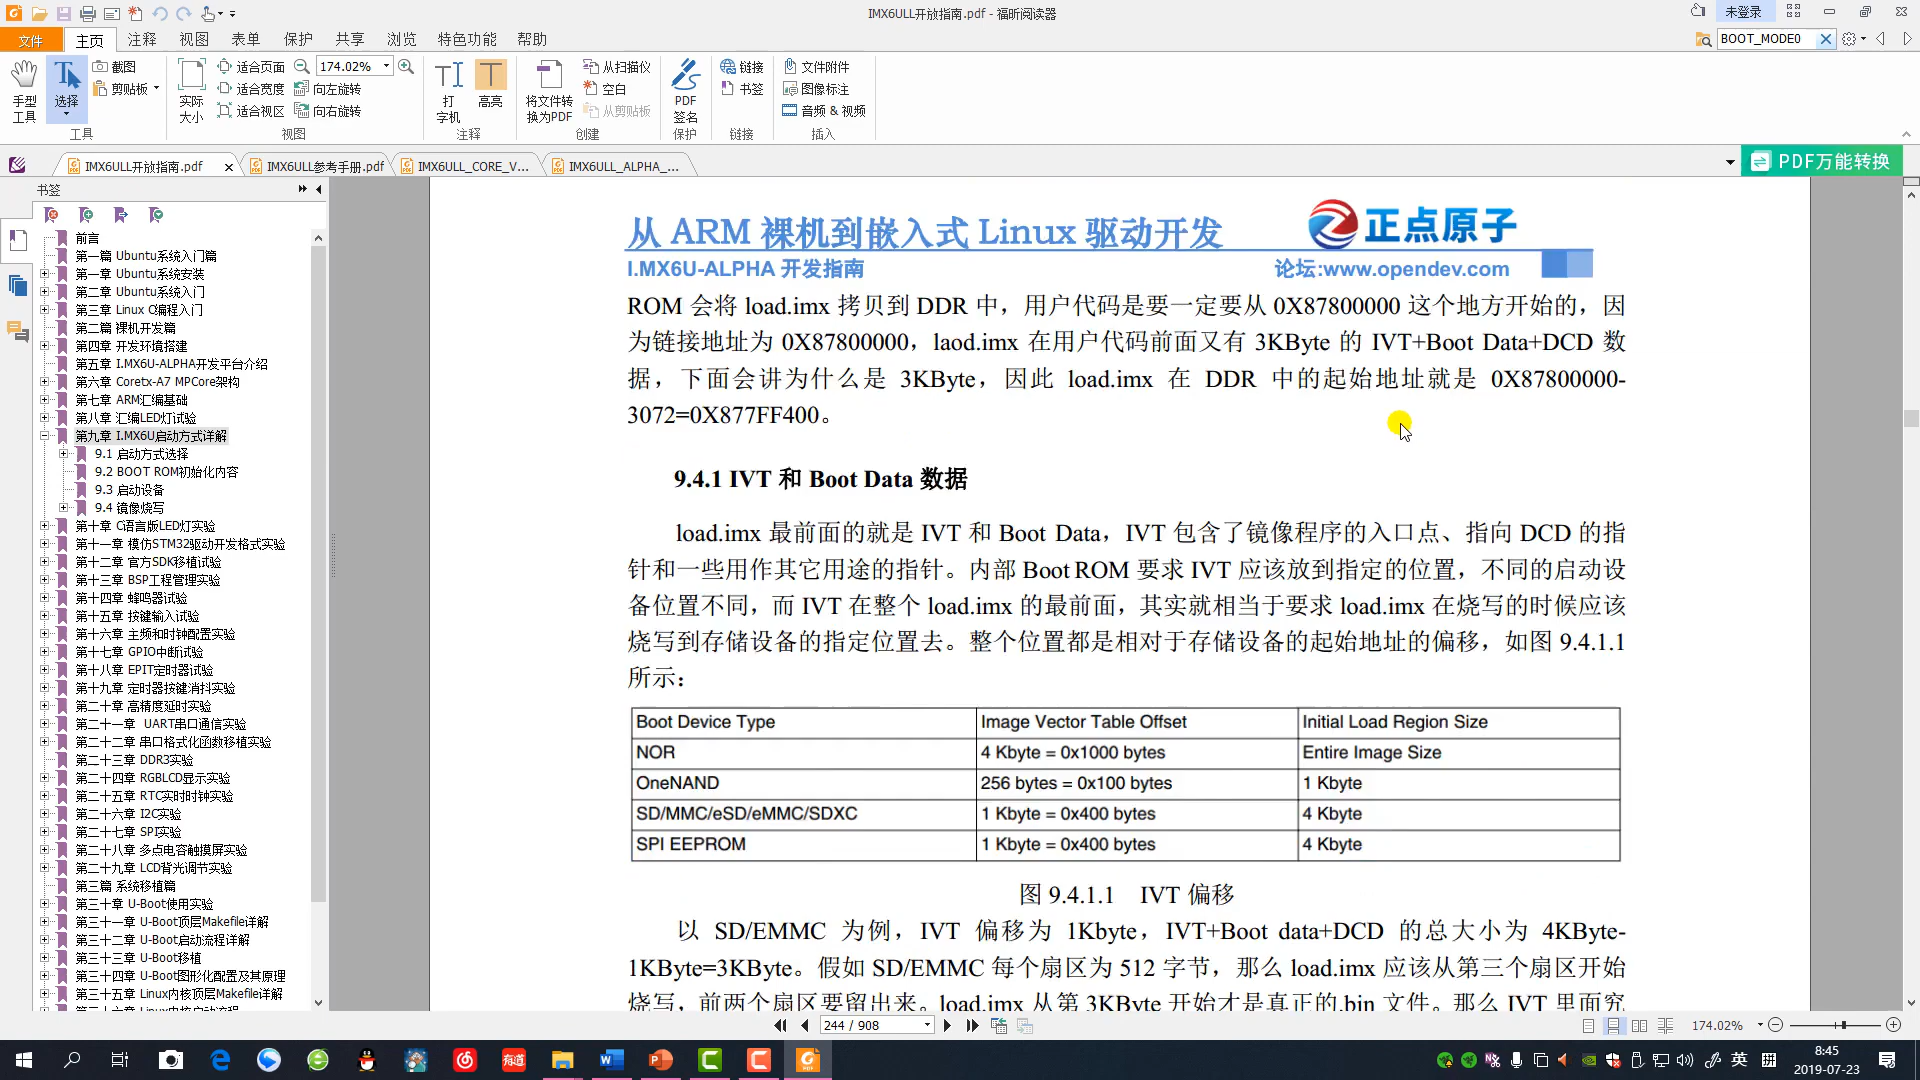 IMX6ULL开放指南.pdf - 福昕阅读器
未登录
文件 主页 注释 视图 表单 保护 共享 浏览 特色功能 帮助
BOOT_MODE0
手型工具
选择
截图
剪贴板
工具
实际大小
适合页面
适合宽度
适合视区
174.02%
向左旋转
向右旋转
视图
打字机
高亮
注释
将文件转换为PDF
从扫描仪
空白
从剪贴板
创建
PDF签名
保护
链接
书签
链接
文件附件
图像标注
音频 & 视频
插入
IMX6ULL开放指南.pdf
IMX6ULL参考手册.pdf
IMX6ULL_CORE_V...
IMX6ULL_ALPHA_...
PDF万能转换
书签
前言
第一篇 Ubuntu系统入门篇
第一章 Ubuntu系统安装
第二章 Ubuntu系统入门
第三章 Linux C编程入门
第二篇 裸机开发篇
第四章 开发环境搭建
第五章 I.MX6U-ALPHA开发平台介绍
第六章 Coretx-A7 MPCore架构
第七章 ARM汇编基础
第八章 汇编LED灯试验
第九章 I.MX6U启动方式详解
9.1 启动方式选择
9.2 BOOT ROM初始化内容
9.3 启动设备
9.4 镜像烧写
第十章 C语言版LED灯实验
第十一章 模仿STM32驱动开发格式实验
第十二章 官方SDK移植试验
第十三章 BSP工程管理实验
第十四章 蜂鸣器试验
第十五章 按键输入试验
第十六章 主频和时钟配置实验
第十七章 GPIO中断试验
第十八章 EPIT定时器试验
第十九章 定时器按键消抖实验
第二十章 高精度延时实验
第二十一章 UART串口通信实验
第二十二章 串口格式化函数移植实验
第二十三章 DDR3实验
第二十四章 RGBLCD显示实验
第二十五章 RTC实时时钟实验
第二十六章 I2C实验
第二十七章 SPI实验
第二十八章 多点电容触摸屏实验
第二十九章 LCD背光调节实验
第三篇 系统移植篇
第三十章 U-Boot使用实验
第三十一章 U-Boot顶层Makefile详解
第三十二章 U-Boot启动流程详解
第三十三章 U-Boot移植
第三十四章 U-Boot图形化配置及其原理
第三十五章 Linux内核顶层Makefile详解
从 ARM 裸机到嵌入式 Linux 驱动开发
正点原子
I.MX6U-ALPHA 开发指南
论坛:www.opendev.com
ROM 会将 load.imx 拷贝到 DDR 中，用户代码是要一定要从 0X87800000 这个地方开始的，因
为链接地址为 0X87800000，laod.imx 在用户代码前面又有 3KByte 的 IVT+Boot Data+DCD 数
据，下面会讲为什么是 3KByte，因此 load.imx 在 DDR 中的起始地址就是 0X87800000-
3072=0X877FF400。
9.4.1 IVT 和 Boot Data 数据
load.imx 最前面的就是 IVT 和 Boot Data，IVT 包含了镜像程序的入口点、指向 DCD 的指
针和一些用作其它用途的指针。内部 Boot ROM 要求 IVT 应该放到指定的位置，不同的启动设
备位置不同，而 IVT 在整个 load.imx 的最前面，其实就相当于要求 load.imx 在烧写的时候应该
烧写到存储设备的指定位置去。整个位置都是相对于存储设备的起始地址的偏移，如图 9.4.1.1
所示：
Boot Device Type Image Vector Table Offset Initial Load Region Size
NOR 4 Kbyte = 0x1000 bytes Entire Image Size
OneNAND 256 bytes = 0x100 bytes 1 Kbyte
SD/MMC/eSD/eMMC/SDXC 1 Kbyte = 0x400 bytes 4 Kbyte
SPI EEPROM 1 Kbyte = 0x400 bytes 4 Kbyte
图 9.4.1.1 IVT 偏移
以 SD/EMMC 为例，IVT 偏移为 1Kbyte，IVT+Boot data+DCD 的总大小为 4KByte-
1KByte=3KByte。假如 SD/EMMC 每个扇区为 512 字节，那么 load.imx 应该从第三个扇区开始
烧写，前两个扇区要留出来。load.imx 从第 3KByte 开始才是真正的.bin 文件。那么 IVT 里面究
244 / 908
174.02%
有道
英
8:45
2019-07-23